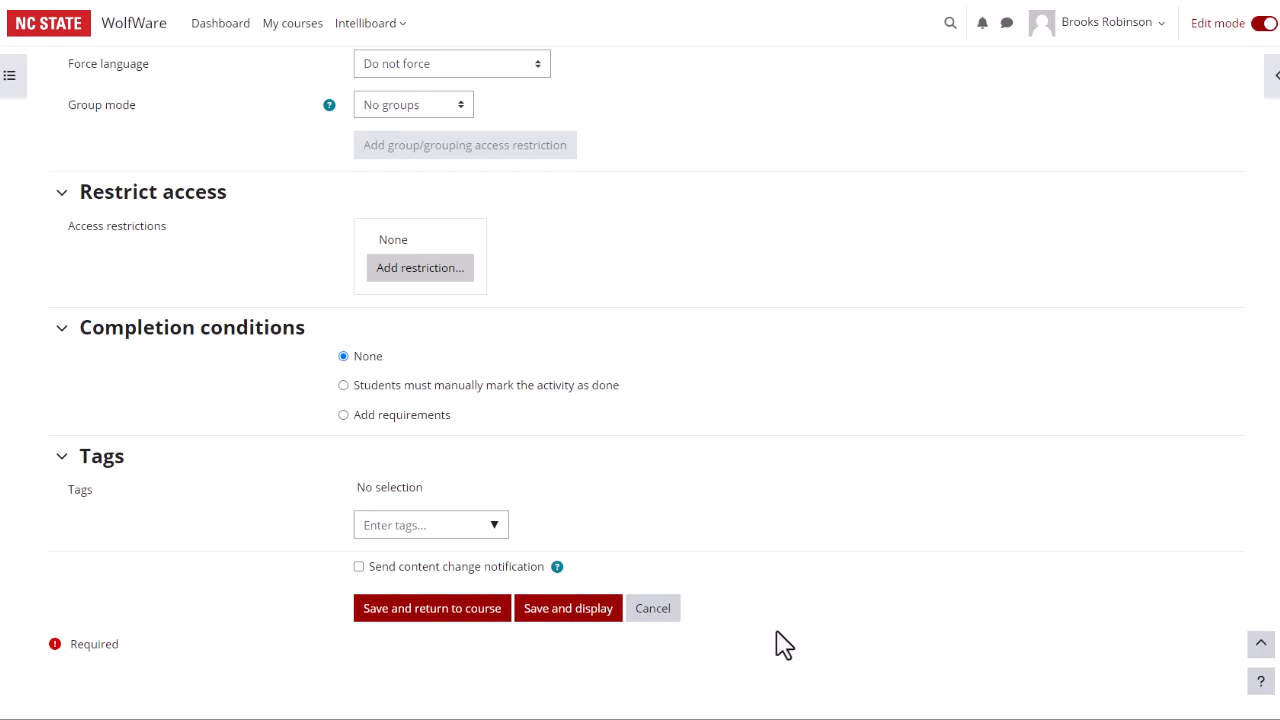 NC STATE WolfWare Dashboard My courses Intelliboard Brooks Robinson Edit mode
Force language Do not force
Group mode ? No groups
Add group/grouping access restriction
Restrict access
Access restrictions
None
Add restriction...
Completion conditions
None
Students must manually mark the activity as done
Add requirements
Tags
Tags No selection
Enter tags... ▼
Send content change notification ?
Save and return to course Save and display Cancel
! Required
?